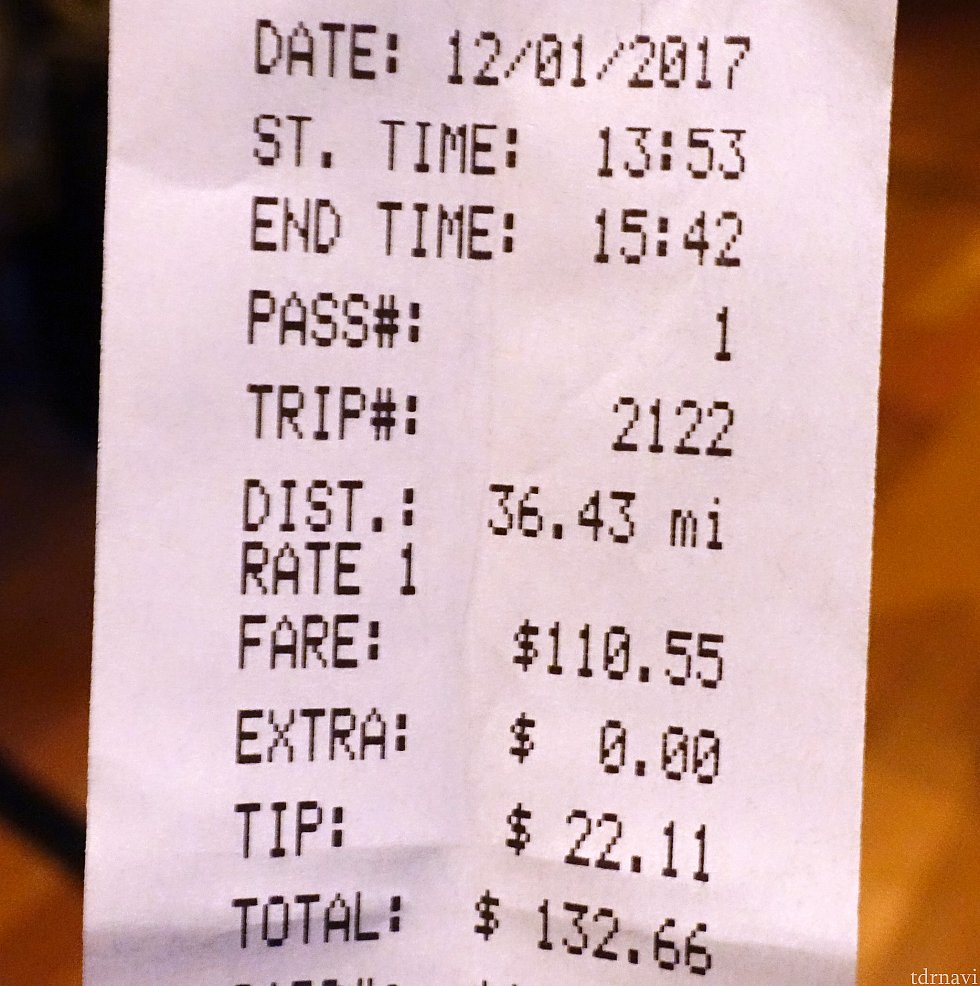 DATE: 12/01/2017
ST. TIME: 13:53
END TIME: 15:42
PASS#: 1
TRIP#: 2122
DIST.: 36.43 mi
RATE 1
FARE: $110.55
EXTRA: $ 0.00
TIP: $ 22.11
TOTAL: $ 132.66
tdrnavi